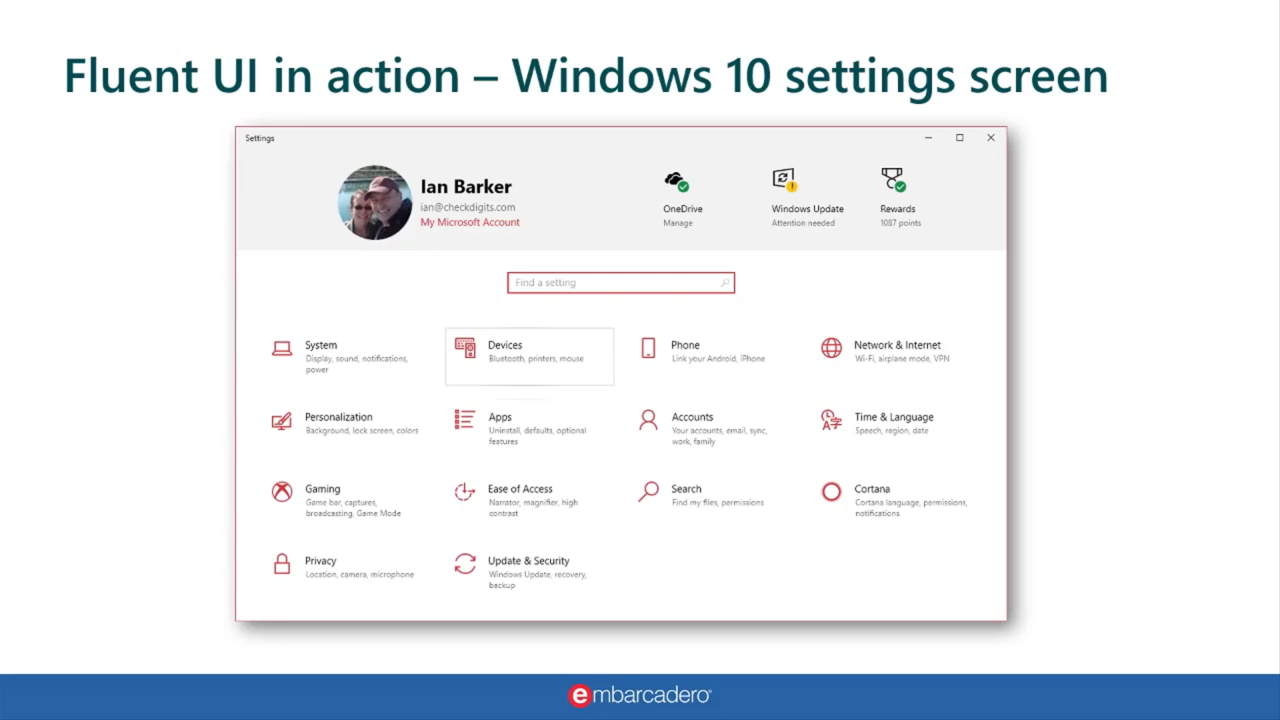 Fluent UI in action – Windows 10 settings screen
Settings
Ian Barker
ian@checkdigits.com
My Microsoft Account
OneDrive
Manage
Windows Update
Attention needed
Rewards
1087 points
Find a setting
System
Display, sound, notifications,
power
Devices
Bluetooth, printers, mouse
Phone
Link your Android, iPhone
Network & Internet
Wi-Fi, airplane mode, VPN
Personalization
Background, lock screen, colors
Apps
Uninstall, defaults, optional
features
Accounts
Your accounts, email, sync,
work, family
Time & Language
Speech, region, date
Gaming
Game bar, captures,
broadcasting, Game Mode
Ease of Access
Narrator, magnifier, high
contrast
Search
Find my files, permissions
Cortana
Cortana language, permissions,
notifications
Privacy
Location, camera, microphone
Update & Security
Windows Update, recovery,
backup
embarcadero®